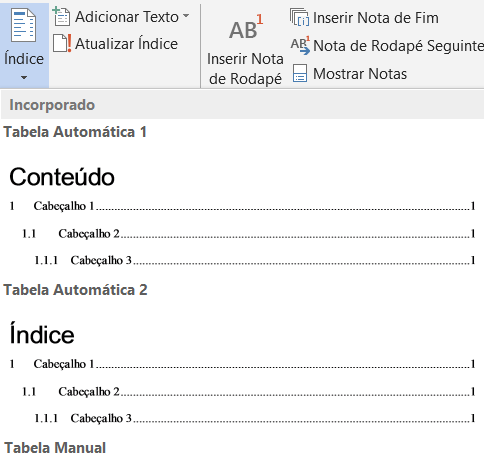 Índice
Adicionar Texto
Atualizar Índice
AB1
Inserir Nota
de Rodapé
Inserir Nota de Fim
AB1 Nota de Rodapé Seguinte
Mostrar Notas
Incorporado
Tabela Automática 1
Conteúdo
1 Cabeçalho 1........................................1
1.1 Cabeçalho 2........................................1
1.1.1 Cabeçalho 3........................................1
Tabela Automática 2
Índice
1 Cabeçalho 1........................................1
1.1 Cabeçalho 2........................................1
1.1.1 Cabeçalho 3........................................1
Tabela Manual